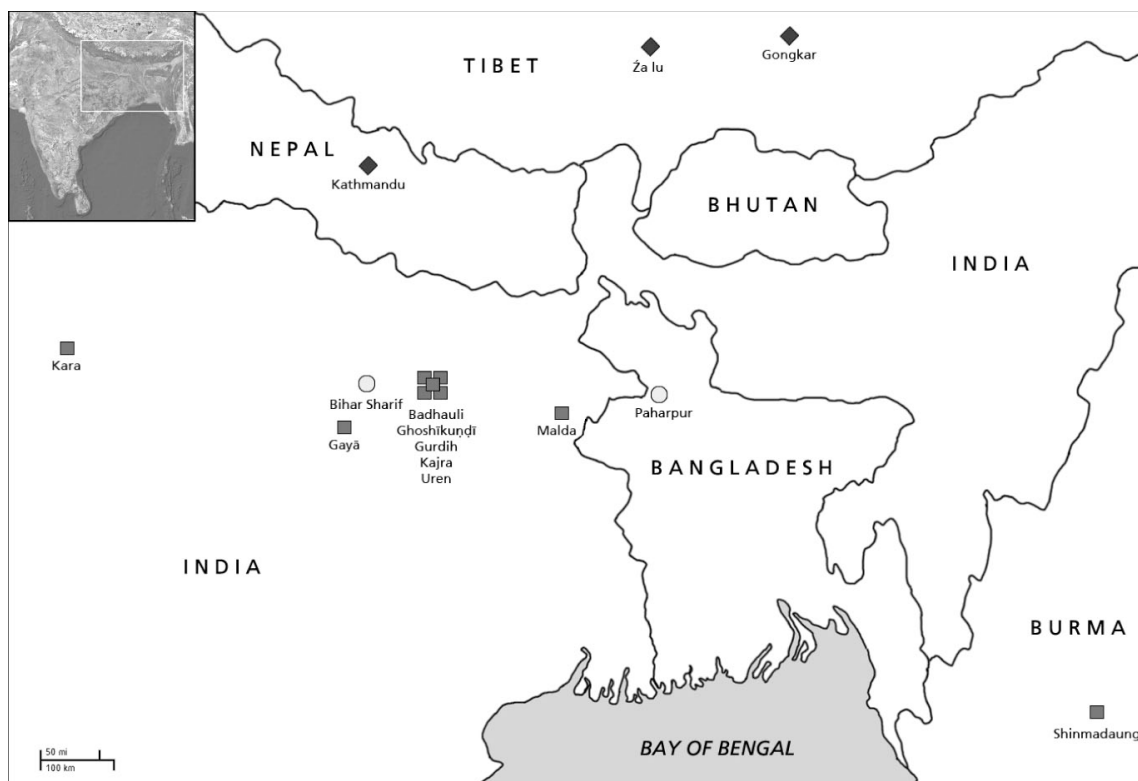 TIBET
Źa lu
Gongkar
NEPAL
Kathmandu
BHUTAN
INDIA
Kara
Bihar Sharif
Gayā
Badhauli
Ghoshīkuṇḍī
Gurdih
Kajra
Uren
Malda
Paharpur
BANGLADESH
INDIA
BURMA
Shinmadaung
BAY OF BENGAL
50 mi
100 km